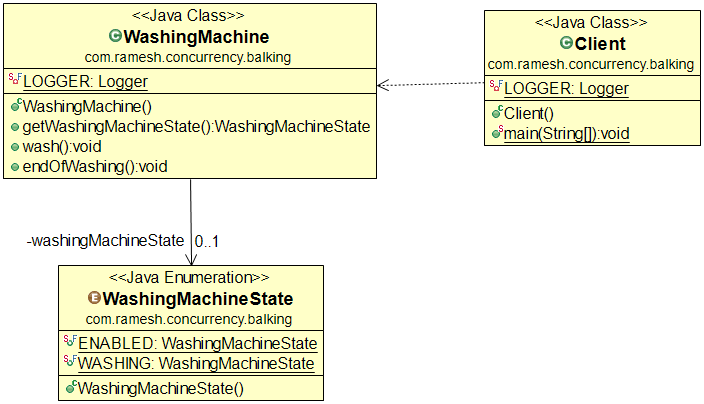 <<Java Class>>
WashingMachine
com.ramesh.concurrency.balking
LOGGER: Logger
WashingMachine()
getWashingMachineState():WashingMachineState
wash():void
endOfWashing():void
<<Java Class>>
Client
com.ramesh.concurrency.balking
LOGGER: Logger
Client()
main(String[]):void
-washingMachineState 0..1
<<Java Enumeration>>
WashingMachineState
com.ramesh.concurrency.balking
ENABLED: WashingMachineState
WASHING: WashingMachineState
WashingMachineState()